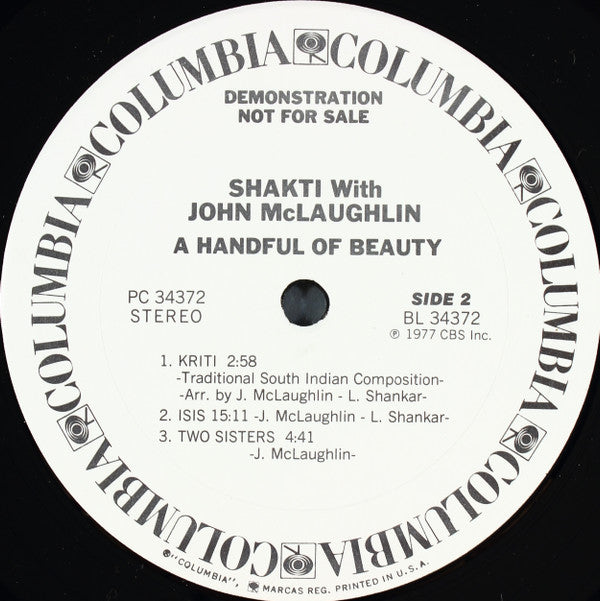 COLUMBIA COLUMBIA COLUMBIA COLUMBIA COLUMBIA COLUMBIA COLUMBIA COLUMBIA
DEMONSTRATION
NOT FOR SALE
SHAKTI With
JOHN McLAUGHLIN
A HANDFUL OF BEAUTY
PC 34372
STEREO
SIDE 2
BL 34372
Ⓟ 1977 CBS Inc.
1. KRITI 2:58
-Traditional South Indian Composition-
-Arr. by J. McLaughlin - L. Shankar-
2. ISIS 15:11 -J. McLaughlin - L. Shankar-
3. TWO SISTERS 4:41
-J. McLaughlin-
®"COLUMBIA", MARCAS REG. PRINTED IN U.S.A.